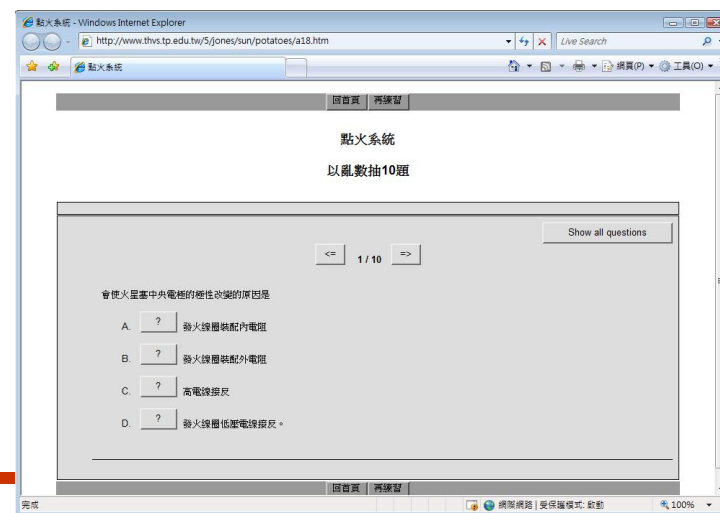 點火系統 - Windows Internet Explorer
http://www.thvs.tp.edu.tw/5/jones/sun/potatoes/a18.htm
Live Search
點火系統
網頁(P)
工具(O)
回首頁 再練習
點火系統
以亂數抽10題
Show all questions
<= 1 / 10 =>
會使火星塞中央電極的極性改變的原因是
A. ? 發火線圈裝配內電阻
B. ? 發火線圈裝配外電阻
C. ? 高電線接反
D. ? 發火線圈低壓電線接反。
回首頁 再練習
完成
網際網路 | 受保護模式: 啟動
100%